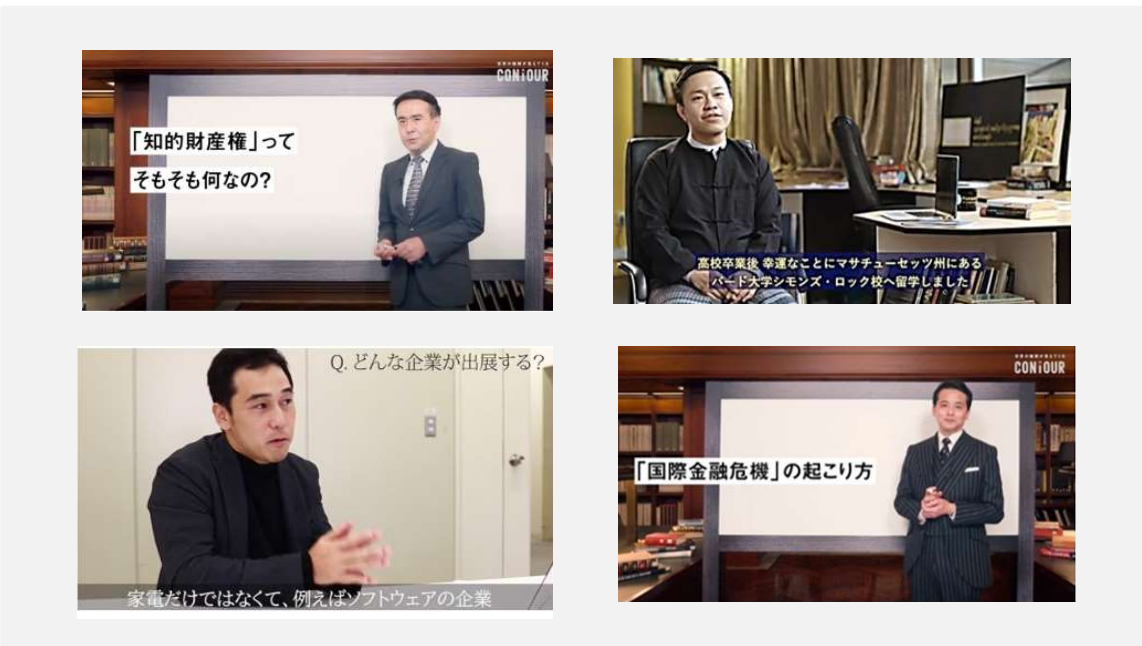 CONiOUR
「知的財産権」って
そもそも何なの?
高校卒業後 幸運なことにマサチューセッツ州にある
バード大学シモンズ・ロック校へ留学しました
Q. どんな企業が出展する?
家電だけではなくて、例えばソフトウェアの企業
CONiOUR
「国際金融危機」の起こり方